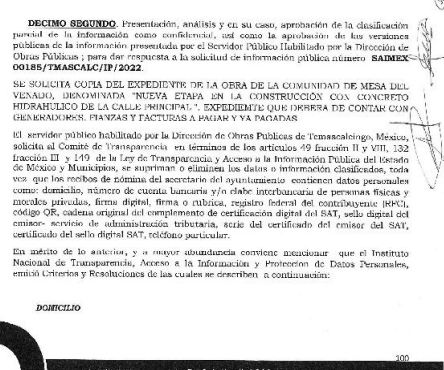 DECIMO SEGUNDO. Presentación, análisis y en su caso, aprobación de la clasificación
parcial de la información como confidencial, así como la aprobación de las versiones
públicas de la información presentada por el Servidor Público Habilitado por la Dirección de
Obras Públicas ; para dar respuesta a la solicitud de información pública número SAIMEX
00185/TMASCALC/IP/2022.
SE SOLICITA COPIA DEL EXPEDIENTE DE LA OBRA DE LA COMUNIDAD DE MESA DEL
VENADO, DENOMINADA "NUEVA ETAPA EN LA CONSTRUCCIÓN CON CONCRETO
HIDRAHULICO DE LA CALLE PRINCIPAL". EXPEDIENTE QUE DEBERA DE CONTAR CON
GENERADORES, FIANZAS Y FACTURAS A PAGAR Y YA PAGADAS
El servidor público habilitado por la Dirección de Obras Públicas de Temascalcingo, México,
solicita al Comité de Transparencia en términos de los artículos 49 fracción II y VIII, 132
fracción III y 149 de la Ley de Transparencia y Acceso a la Información Pública del Estado
de México y Municipios, se supriman o eliminen los datos o información clasificados, toda
vez que los recibos de nómina del secretario del ayuntamiento contienen datos personales
como: domicilio, número de cuenta bancaria y/o clabe interbancaria de personas físicas y
morales privadas, firma digital, firma o rubrica, registro federal del contribuyente (RFC),
código QR, cadena original del complemento de certificación digital del SAT, sello digital del
emisor- servicio de administración tributaria, serie del certificado del emisor del SAT,
certificado del sello digital SAT, teléfono particular.
En mérito de lo anterior, y a mayor abundancia conviene mencionar que el Instituto
Nacional de Transparencia, Acceso a la Información y Proteccion de Datos Personales,
emitió Criterios y Resoluciones de las cuales se describen a continuación:
DOMICILIO
100